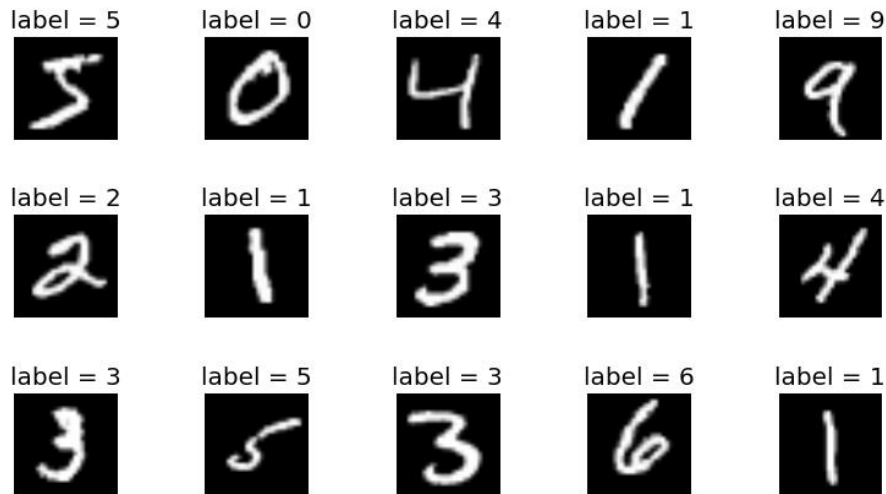 label = 5 label = 0 label = 4 label = 1 label = 9
5 0 4 1 9
label = 2 label = 1 label = 3 label = 1 label = 4
2 1 3 1 4
label = 3 label = 5 label = 3 label = 6 label = 1
3 5 3 6 1